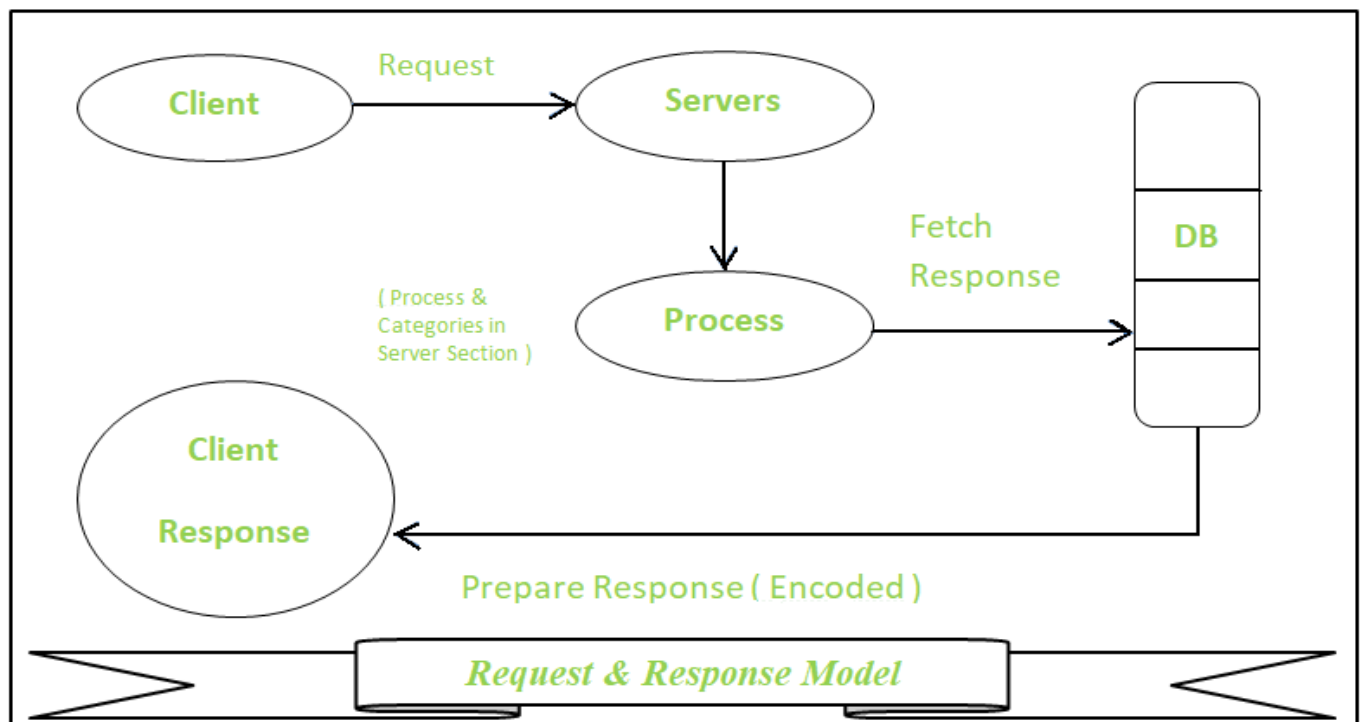 Client
Request
Servers
Fetch
Response
DB
( Process &
Categories in
Server Section )
Process
Client
Response
Prepare Response ( Encoded )
Request & Response Model